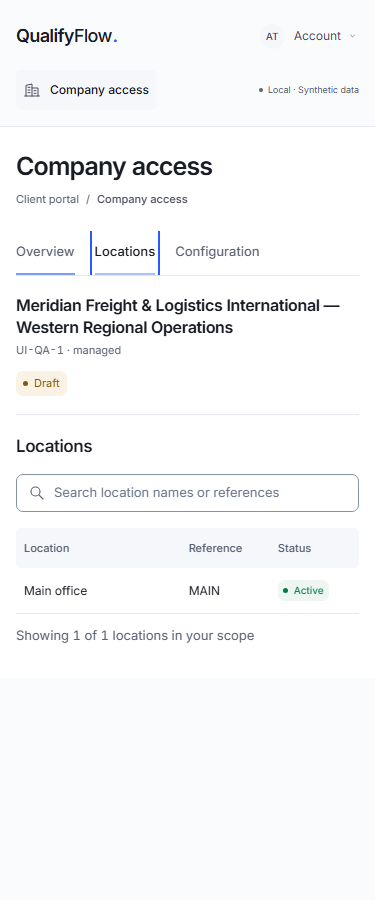 QualifyFlow.
AT Account
Company access
Local · Synthetic data
Company access
Client portal / Company access
Overview Locations Configuration
Meridian Freight & Logistics International —
Western Regional Operations
UI-QA-1 · managed
Draft
Locations
Search location names or references
Location Reference Status
Main office MAIN Active
Showing 1 of 1 locations in your scope